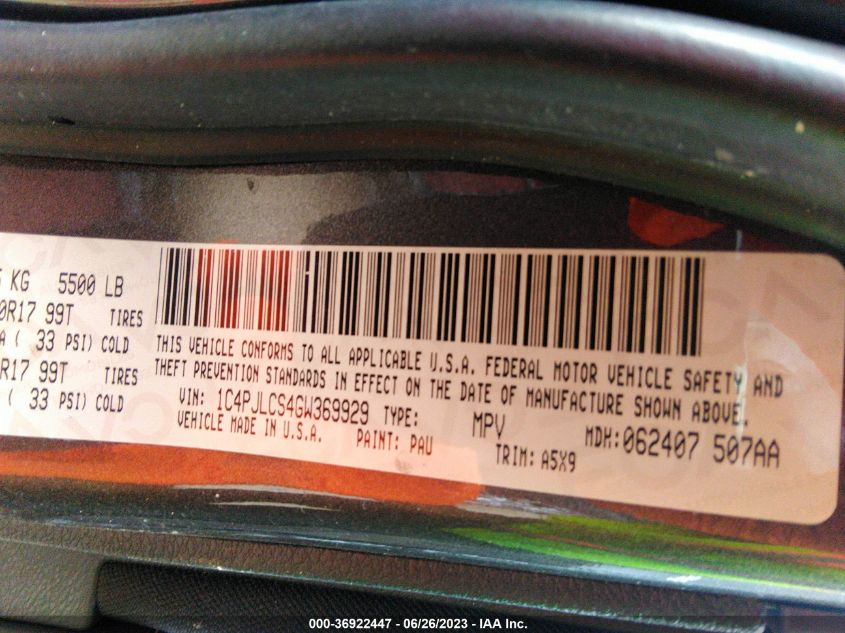 KG 5500 LB
R17 99T TIRES
( 33 PSI) COLD
R17 99T TIRES
( 33 PSI) COLD
THIS VEHICLE CONFORMS TO ALL APPLICABLE U.S.A. FEDERAL MOTOR VEHICLE SAFETY AND
THEFT PREVENTION STANDARDS IN EFFECT ON THE DATE OF MANUFACTURE SHOWN ABOVE.
VIN: 1C4PJLCS4GW369929 TYPE: MPV MDH:062407 507AA
VEHICLE MADE IN U.S.A. PAINT: PAU TRIM: A5X9
000-36922447 - 06/26/2023 - IAA Inc.